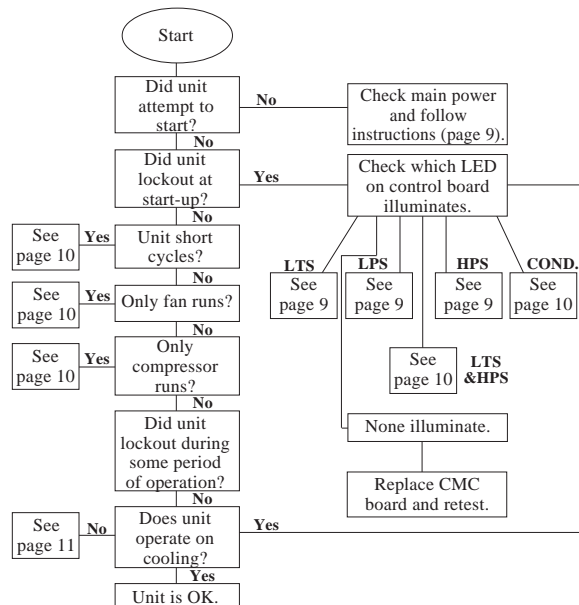 Start
Did unit
attempt to
start?
No
Check main power
and follow
instructions (page 9).
No
Did unit
lockout at
start-up?
Yes
Check which LED
on control board
illuminates.
No
See
page 10
Yes
Unit short
cycles?
LTS
See
page 9
LPS
See
page 9
HPS
See
page 9
COND.
See
page 10
No
See
page 10
Yes
Only fan runs?
No
See
page 10
Yes
Only
compressor
runs?
See
page 10
LTS
&HPS
No
Did unit
lockout during
some period
of operation?
None illuminate.
Replace CMC
board and retest.
No
See
page 11
No
Does unit
operate on
cooling?
Yes
Yes
Unit is OK.